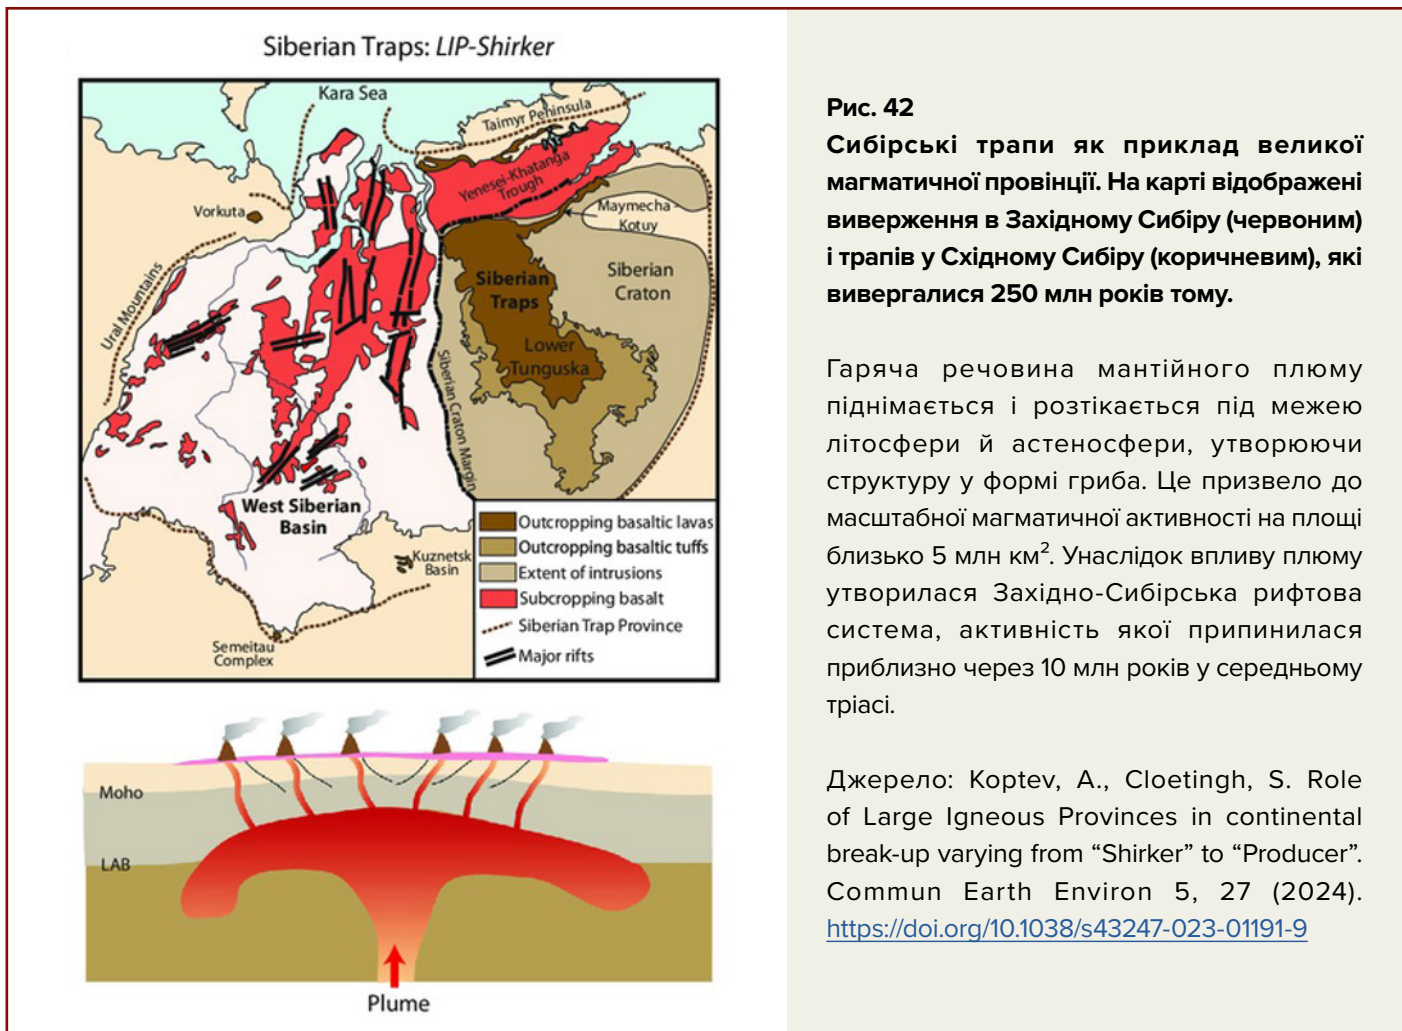 Siberian Traps: LIP-Shirker
Kara Sea
Taimyr Peninsula
Yenesei-Khatanga
Trough
Vorkuta
Maymecha -
Kotuy
Ural Mountains
Siberian
Traps
Siberian
Craton
Lower
Tunguska
Siberian Craton Margin
West Siberian
Basin
Kuznetsk
Basin
Semeitau
Complex
Outcropping basaltic lavas
Outcropping basaltic tuffs
Extent of intrusions
Subcropping basalt
Siberian Trap Province
Major rifts
Moho
LAB
Plume
Рис. 42
Сибірські трапи як приклад великої
магматичної провінції. На карті відображені
виверження в Західному Сибіру (червоним)
і трапів у Східному Сибіру (коричневим), які
вивергалися 250 млн років тому.
Гаряча речовина мантійного плюму
піднімається і розтікається під межею
літосфери й астеносфери, утворюючи
структуру у формі гриба. Це призвело до
масштабної магматичної активності на площі
близько 5 млн км². Унаслідок впливу плюму
утворилася Західно-Сибірська рифтова
система, активність якої припинилася
приблизно через 10 млн років у середньому
тріасі.
Джерело: Koptev, A., Cloetingh, S. Role
of Large Igneous Provinces in continental
break-up varying from “Shirker” to “Producer”.
Commun Earth Environ 5, 27 (2024).
https://doi.org/10.1038/s43247-023-01191-9